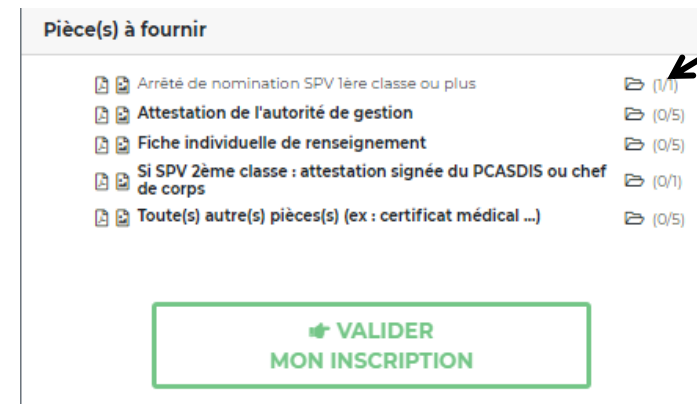 Pièce(s) à fournir
Arrêté de nomination SPV 1ère classe ou plus (1/1)
Attestation de l'autorité de gestion (0/5)
Fiche individuelle de renseignement (0/5)
Si SPV 2ème classe : attestation signée du PCASDIS ou chef
de corps (0/1)
Toute(s) autre(s) pièces(s) (ex : certificat médical ...) (0/5)
VALIDER
MON INSCRIPTION